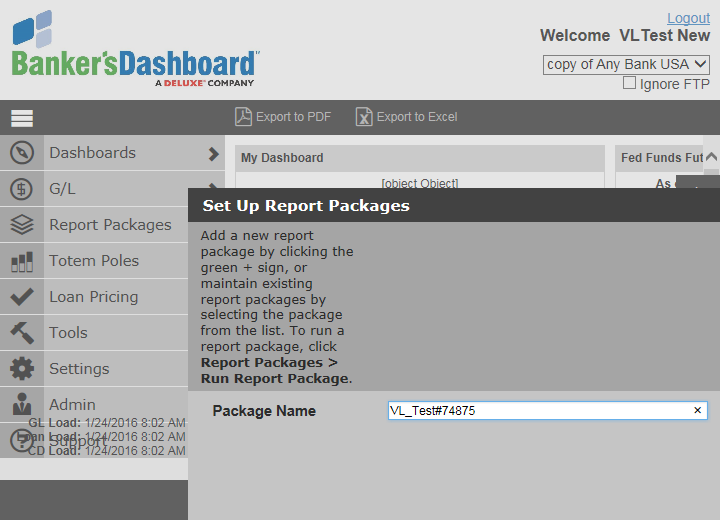 Logout
Welcome VLTest New
Banker'sDashboard™
A DELUXE® COMPANY
copy of Any Bank USA
Ignore FTP
Export to PDF
Export to Excel
Dashboards
My Dashboard
Fed Funds Fut
[object Object]
As o
G/L
Set Up Report Packages
Report Packages
Add a new report
package by clicking the
green + sign, or
maintain existing
report packages by
selecting the package
from the list. To run a
report package, click
Report Packages >
Run Report Package.
Totem Poles
Loan Pricing
Tools
Settings
Admin
Package Name
VL_Test#74875
×
GL Load: 1/24/2016 8:02 AM
Loan Load: 1/24/2016 8:02 AM
Support
CD Load: 1/24/2016 8:02 AM